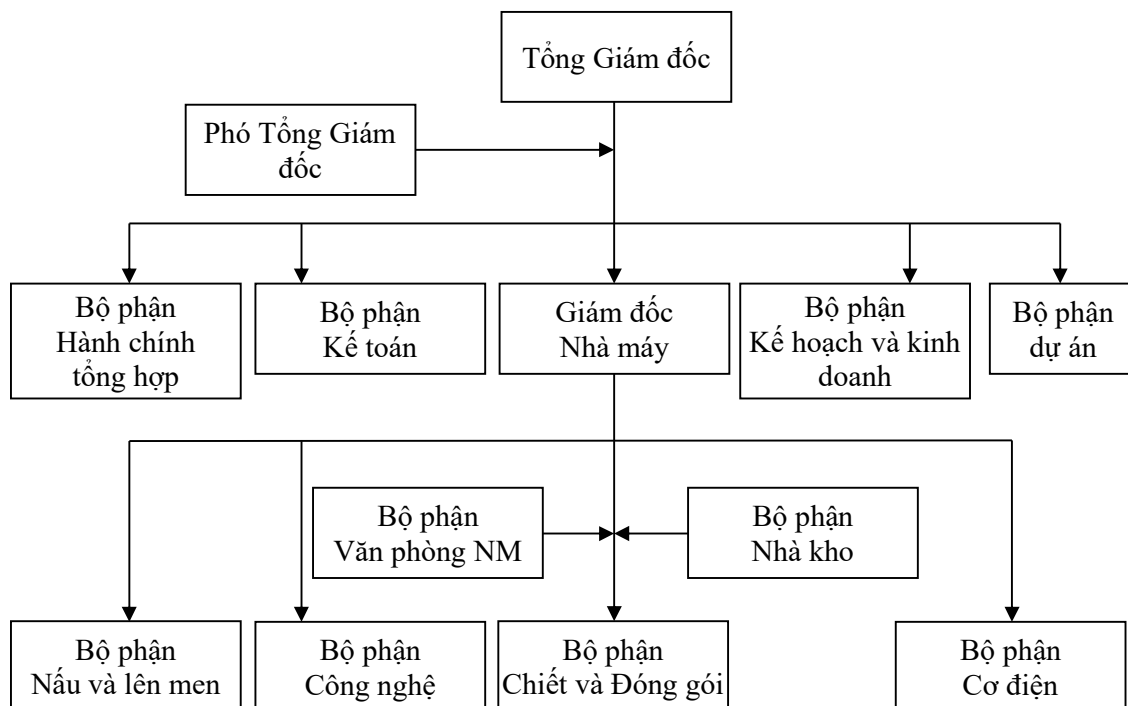 Tổng Giám đốc
Phó Tổng Giám
đốc
Bộ phận
Hành chính
tổng hợp
Bộ phận
Kế toán
Giám đốc
Nhà máy
Bộ phận
Kế hoạch và kinh
doanh
Bộ phận
dự án
Bộ phận
Văn phòng NM
Bộ phận
Nhà kho
Bộ phận
Nấu và lên men
Bộ phận
Công nghệ
Bộ phận
Chiết và Đóng gói
Bộ phận
Cơ điện